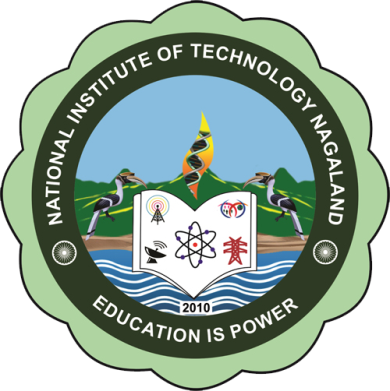 NATIONAL INSTITUTE OF TECHNOLOGY NAGALAND
2010
EDUCATION IS POWER